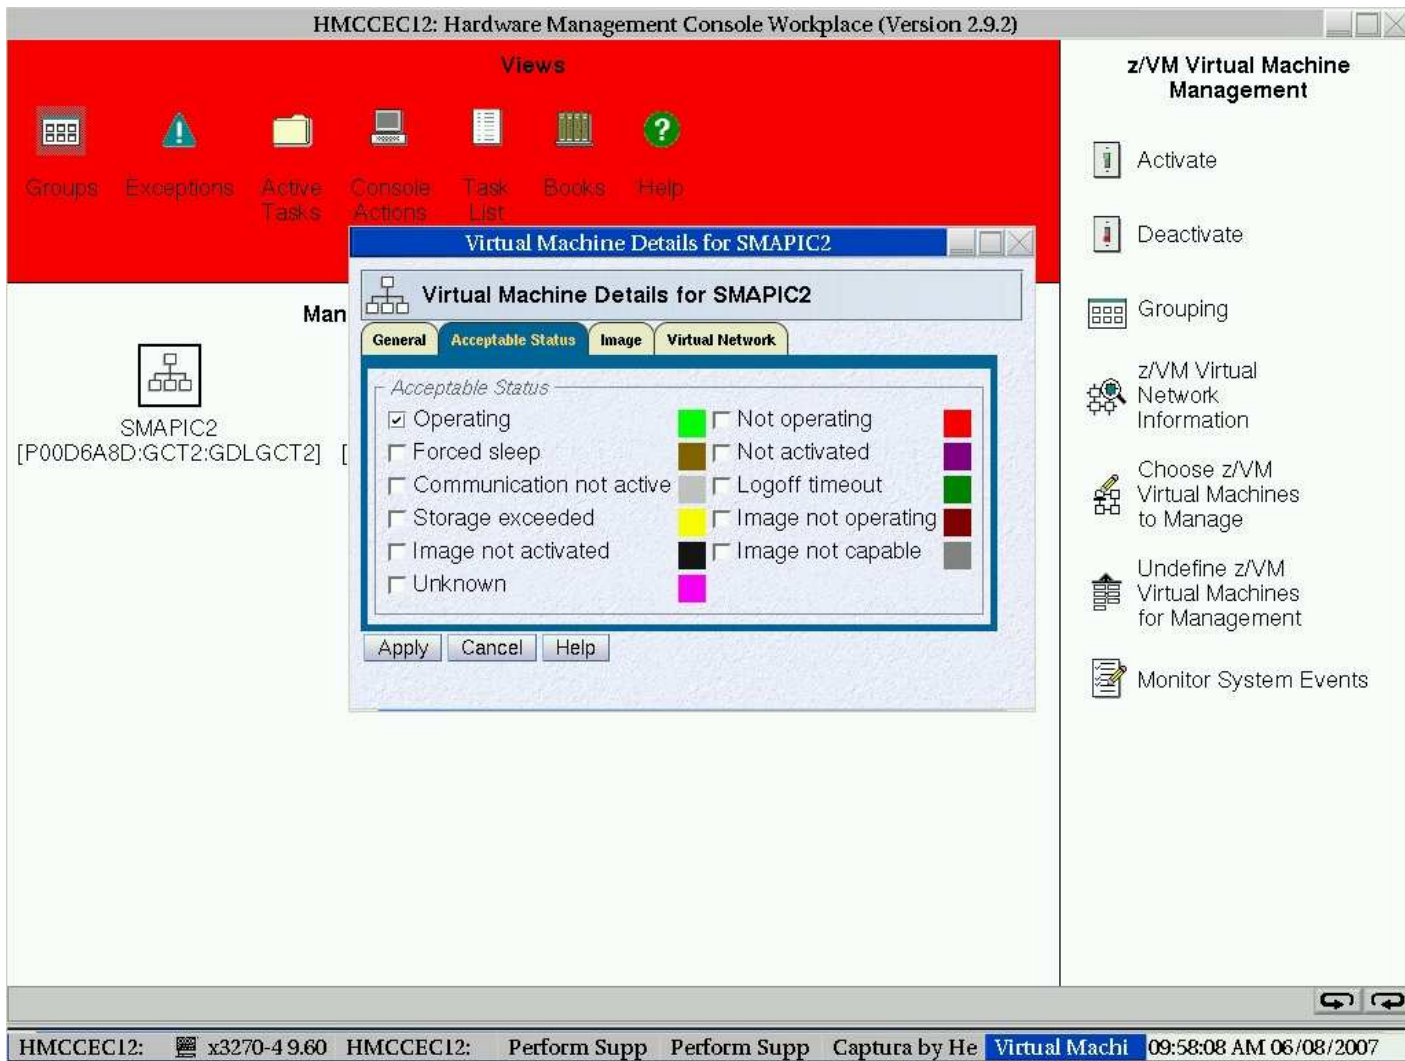 HMCCEC12: Hardware Management Console Workplace (Version 2.9.2)
Views
Groups
Exceptions
Active
Tasks
Console
Actions
Task
List
Books
Help
Man
SMAPIC2
[P00D6A8D:GCT2:GDLGCT2] [
Virtual Machine Details for SMAPIC2
Virtual Machine Details for SMAPIC2
General
Acceptable Status
Image
Virtual Network
Acceptable Status
Operating
Not operating
Forced sleep
Not activated
Communication not active
Logoff timeout
Storage exceeded
Image not operating
Image not activated
Image not capable
Unknown
Apply
Cancel
Help
z/VM Virtual Machine
Management
Activate
Deactivate
Grouping
z/VM Virtual
Network
Information
Choose z/VM
Virtual Machines
to Manage
Undefine z/VM
Virtual Machines
for Management
Monitor System Events
HMCCEC12:
x3270-4 9.60
HMCCEC12:
Perform Supp
Perform Supp
Captura by He
Virtual Machi
09:58:08 AM 06/08/2007